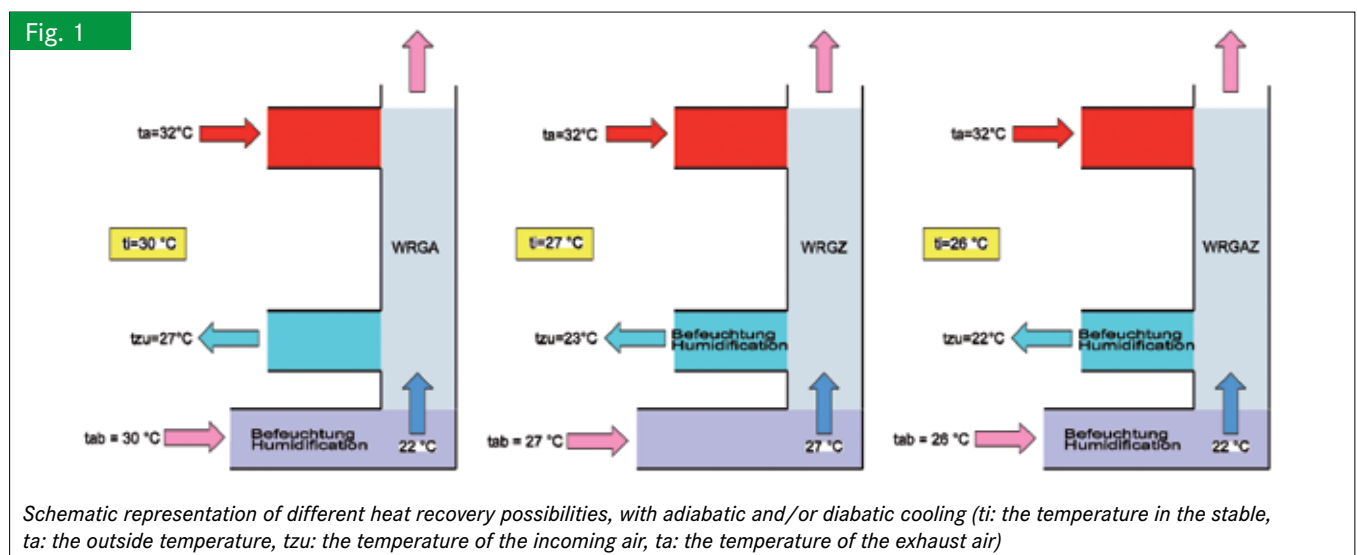 Fig. 1
ta=32°C
ti=30 °C
WRGA
tzu=27°C
tab = 30 °C
Befeuchtung
Humidification
22 °C
ta=32°C
ti=27 °C
WRGZ
tzu=23°C
Befeuchtung
Humidification
tab = 27 °C
27 °C
ta=32°C
ti=26 °C
WRGAZ
tzu=22°C
Befeuchtung
Humidification
tab = 26 °C
Befeuchtung
Humidification
22 °C
Schematic representation of different heat recovery possibilities, with adiabatic and/or diabatic cooling (ti: the temperature in the stable,
ta: the outside temperature, tzu: the temperature of the incoming air, ta: the temperature of the exhaust air)